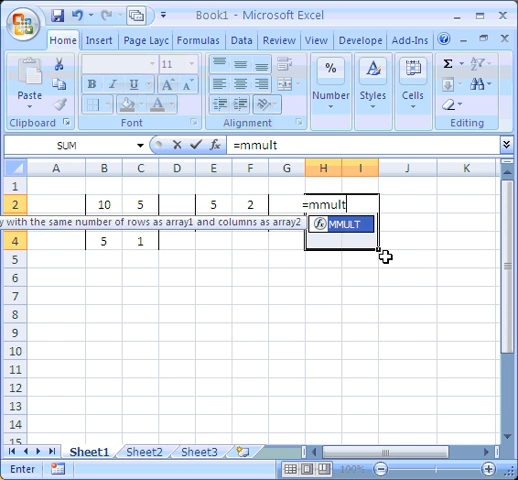 Book1 - Microsoft Excel
Home Insert Page Layc Formulas Data Review View Develope Add-Ins
Paste
11
B I U A A
% Number
Styles
Cells
Σ
Clipboard Font Alignment Editing
SUM =mmult
A B C D E F G H I J K
1
2 10 5 5 2 =mmult
y with the same number of rows as array1 and columns as array2 fx MMULT
4 5 1
5
6
7
8
9
10
11
12
13
14
15
Sheet1 Sheet2 Sheet3
Enter 100%